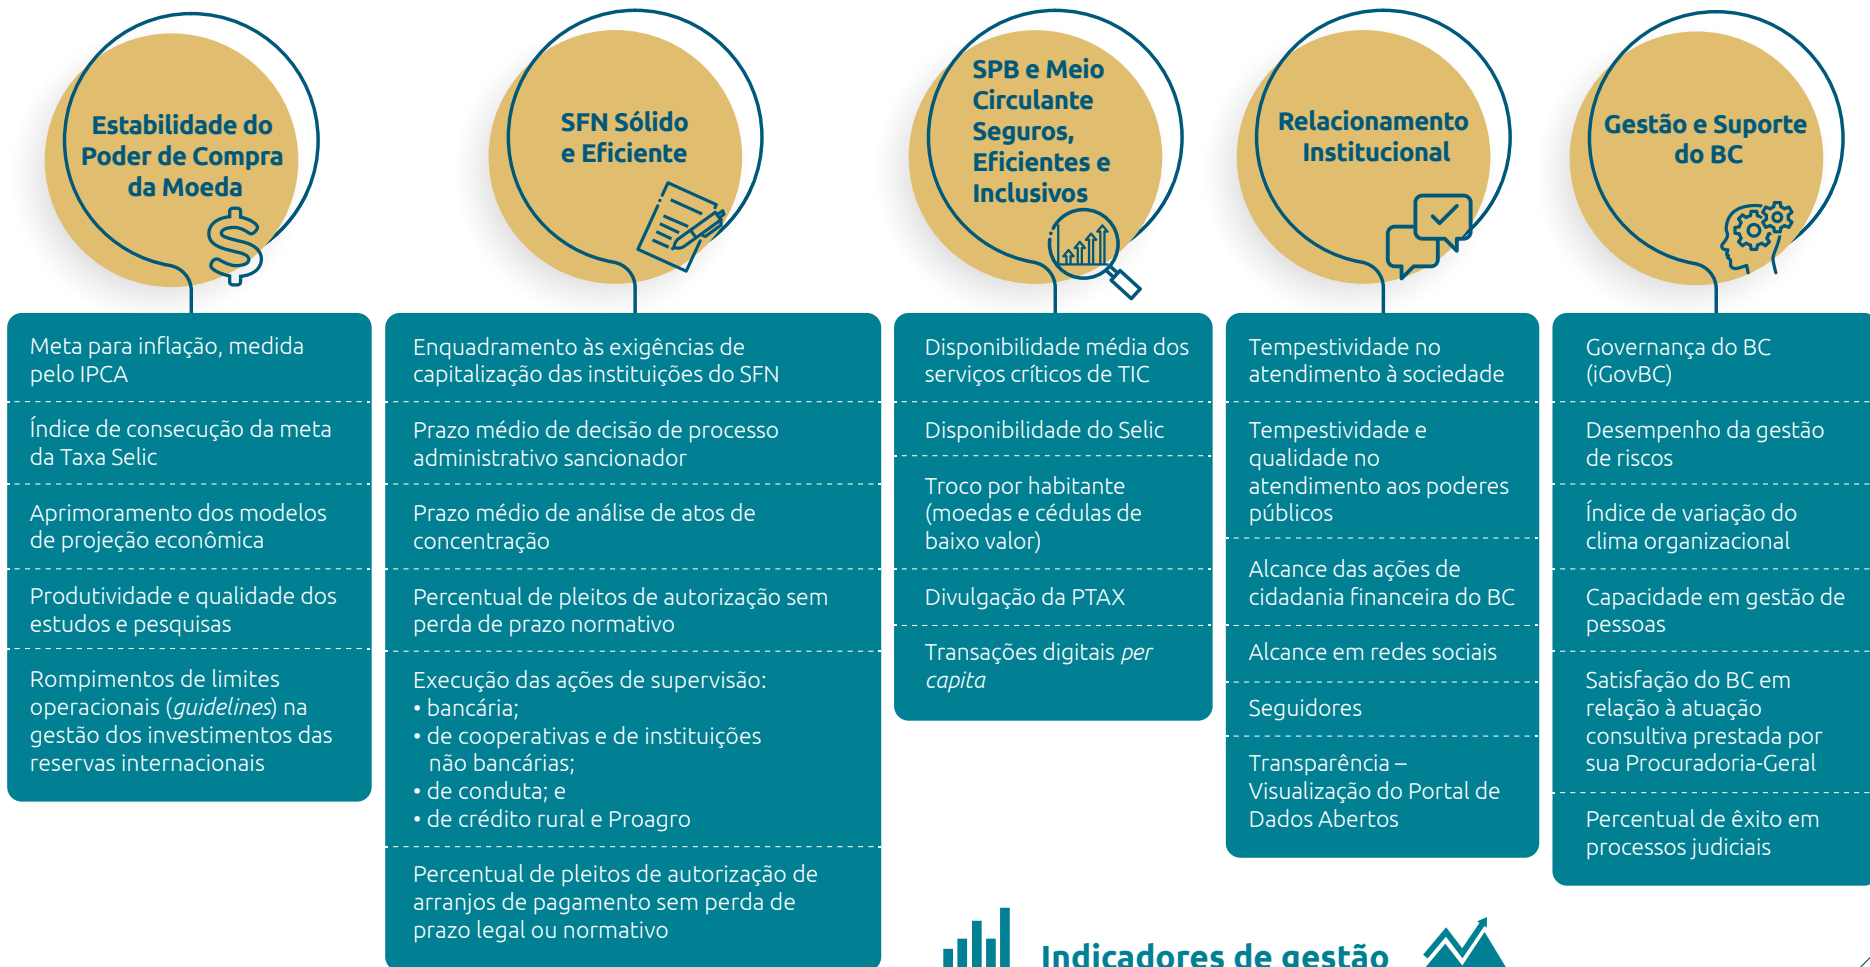 Estabilidade do
Poder de Compra
da Moeda
Meta para inflação, medida
pelo IPCA
Índice de consecução da meta
da Taxa Selic
Aprimoramento dos modelos
de projeção econômica
Produtividade e qualidade dos
estudos e pesquisas
Rompimentos de limites
operacionais (guidelines) na
gestão dos investimentos das
reservas internacionais
SFN Sólido
e Eficiente
Enquadramento às exigências de
capitalização das instituições do SFN
Prazo médio de decisão de processo
administrativo sancionador
Prazo médio de análise de atos de
concentração
Percentual de pleitos de autorização sem
perda de prazo normativo
Execução das ações de supervisão:
• bancária;
• de cooperativas e de instituições
não bancárias;
• de conduta; e
• de crédito rural e Proagro
Percentual de pleitos de autorização de
arranjos de pagamento sem perda de
prazo legal ou normativo
SPB e Meio
Circulante
Seguros,
Eficientes e
Inclusivos
Disponibilidade média dos
serviços críticos de TIC
Disponibilidade do Selic
Troco por habitante
(moedas e cédulas de
baixo valor)
Divulgação da PTAX
Transações digitais per
capita
Relacionamento
Institucional
Tempestividade no
atendimento à sociedade
Tempestividade e
qualidade no
atendimento aos poderes
públicos
Alcance das ações de
cidadania financeira do BC
Alcance em redes sociais
Seguidores
Transparência –
Visualização do Portal de
Dados Abertos
Gestão e Suporte
do BC
Governança do BC
(iGovBC)
Desempenho da gestão
de riscos
Índice de variação do
clima organizacional
Capacidade em gestão de
pessoas
Satisfação do BC em
relação à atuação
consultiva prestada por
sua Procuradoria-Geral
Percentual de êxito em
processos judiciais
Indicadores de gestão